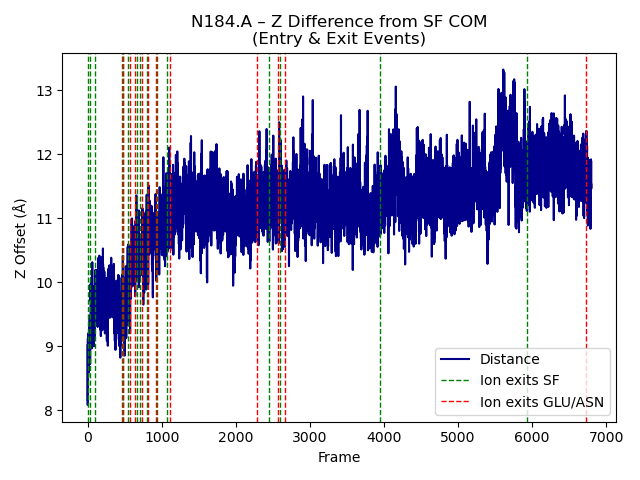 N184.A – Z Difference from SF COM
(Entry & Exit Events)
Z Offset (Å)
13
12
11
10
9
8
Distance
Ion exits SF
Ion exits GLU/ASN
0 1000 2000 3000 4000 5000 6000 7000
Frame